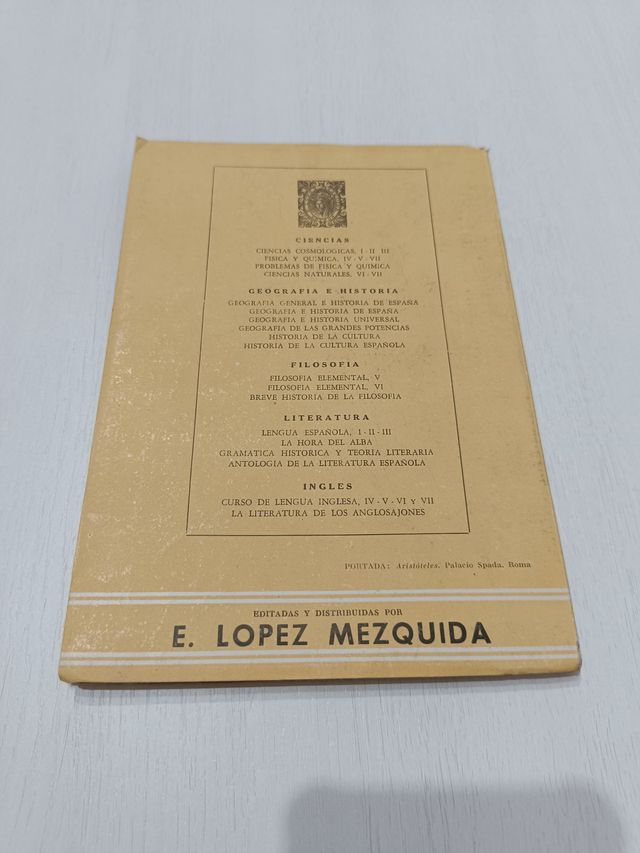 CIENCIAS
CIENCIAS COSMOLOGICAS, I - II III
FISICA Y QUIMICA, IV - V - VII
PROBLEMAS DE FISICA Y QUIMICA
CIENCIAS NATURALES, VI - VII
GEOGRAFIA E HISTORIA
GEOGRAFIA GENERAL E HISTORIA DE ESPAÑA
GEOGRAFIA E HISTORIA DE ESPAÑA
GEOGRAFIA E HISTORIA UNIVERSAL
GEOGRAFIA DE LAS GRANDES POTENCIAS
HISTORIA DE LA CULTURA
HISTORIA DE LA CULTURA ESPAÑOLA
FILOSOFIA
FILOSOFIA ELEMENTAL, V
FILOSOFIA ELEMENTAL, VI
BREVE HISTORIA DE LA FILOSOFIA
LITERATURA
LENGUA ESPAÑOLA, I - II - III
LA HORA DEL ALBA
GRAMATICA HISTORICA Y TEORIA LITERARIA
ANTOLOGIA DE LA LITERATURA ESPAÑOLA
INGLES
CURSO DE LENGUA INGLESA, IV - V - VI Y VII
LA LITERATURA DE LOS ANGLOSAJONES
PORTADA: Aristóteles. Palacio Spada. Roma
EDITADAS Y DISTRIBUIDAS POR
E. LOPEZ MEZQUIDA